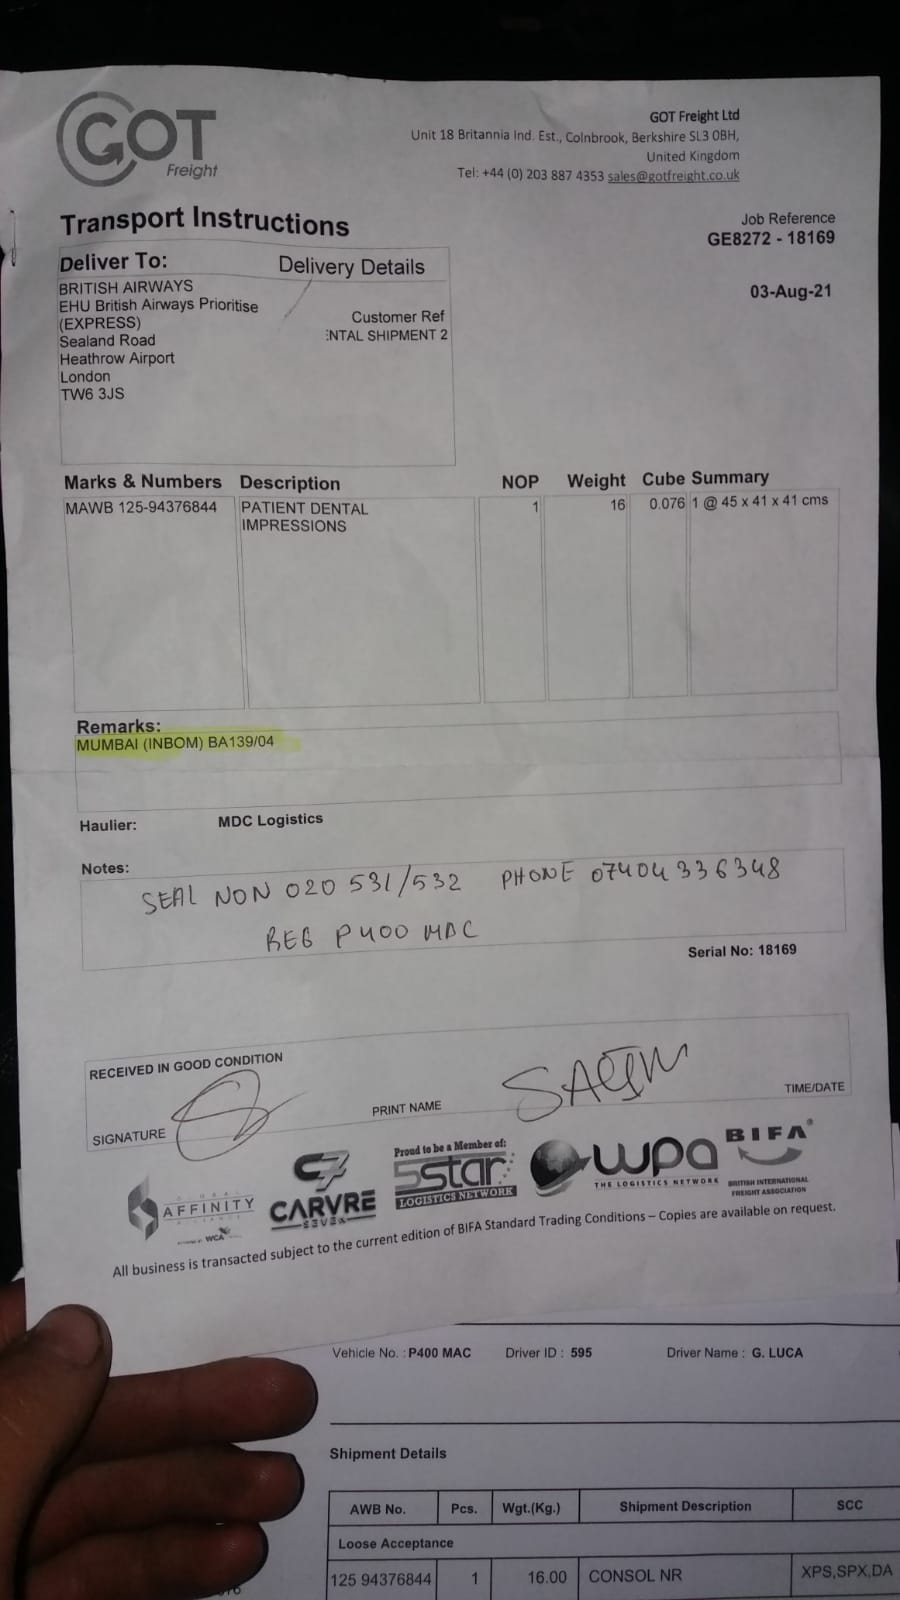 GOT
Freight
GOT Freight Ltd
Unit 18 Britannia Ind. Est., Colnbrook, Berkshire SL3 0BH,
United Kingdom
Tel: +44 (0) 203 887 4353 sales@gotfreight.co.uk
Transport Instructions
Job Reference
GE8272 - 18169
03-Aug-21
Deliver To:
BRITISH AIRWAYS
EHU British Airways Prioritise
(EXPRESS)
Sealand Road
Heathrow Airport
London
TW6 3JS
Delivery Details
Customer Ref
NTAL SHIPMENT 2
Marks & Numbers Description NOP Weight Cube Summary
MAWB 125-94376844 PATIENT DENTAL 1 16 0.076 1 @ 45 x 41 x 41 cms
IMPRESSIONS
Remarks:
MUMBAI (INBOM) BA139/04
Haulier: MDC Logistics
Notes:
SEAL NON 020 531/532 PHONE 07404 336348
REG P400 MAC
Serial No: 18169
RECEIVED IN GOOD CONDITION
SIGNATURE
PRINT NAME
TIME/DATE
AFFINITY
WCA
C7
CARVRE
SEVEN
Proud to be a Member of:
5star
LOGISTICS NETWORK
wpa
THE LOGISTICS NETWORK
BIFA
BRITISH INTERNATIONAL
FREIGHT ASSOCIATION
All business is transacted subject to the current edition of BIFA Standard Trading Conditions – Copies are available on request.
Vehicle No. : P400 MAC Driver ID : 595 Driver Name : G. LUCA
Shipment Details
AWB No. Pcs. Wgt.(Kg.) Shipment Description SCC
Loose Acceptance
125 94376844 1 16.00 CONSOL NR XPS,SPX,DA